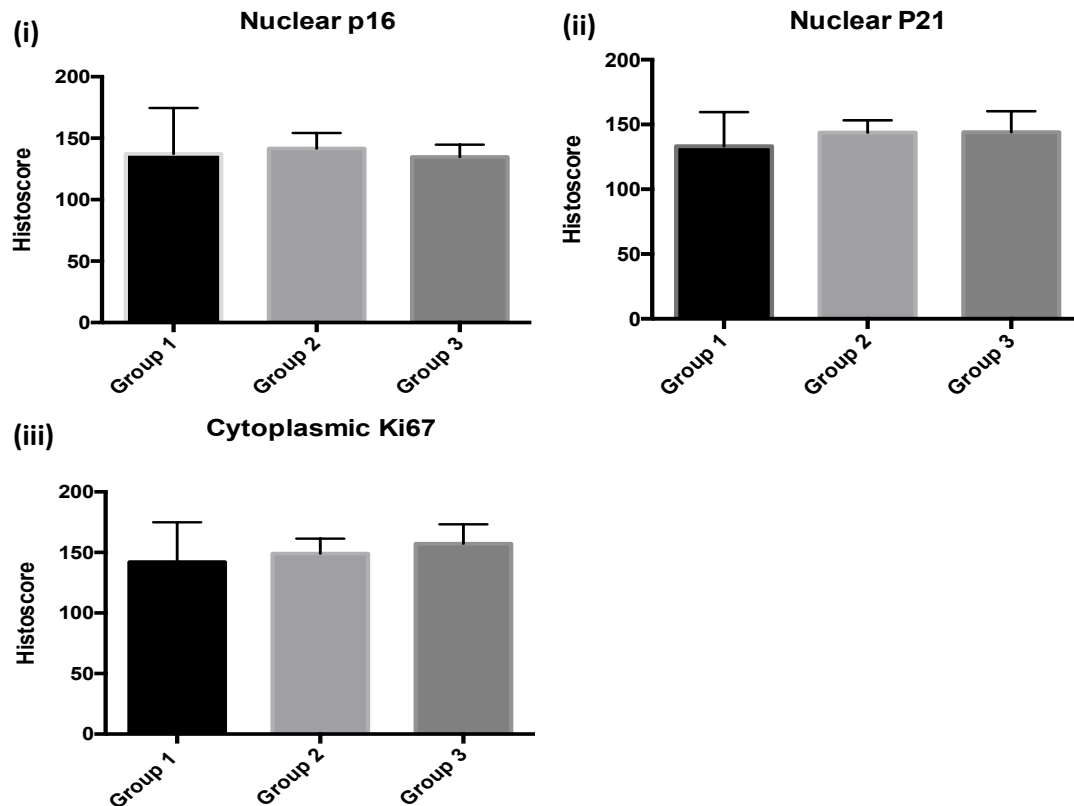 (i)
Nuclear p16
Histoscore
200
150
100
50
0
Group 1
Group 2
Group 3
(ii)
Nuclear P21
Histoscore
200
150
100
50
0
Group 1
Group 2
Group 3
(iii)
Cytoplasmic Ki67
Histoscore
200
150
100
50
0
Group 1
Group 2
Group 3